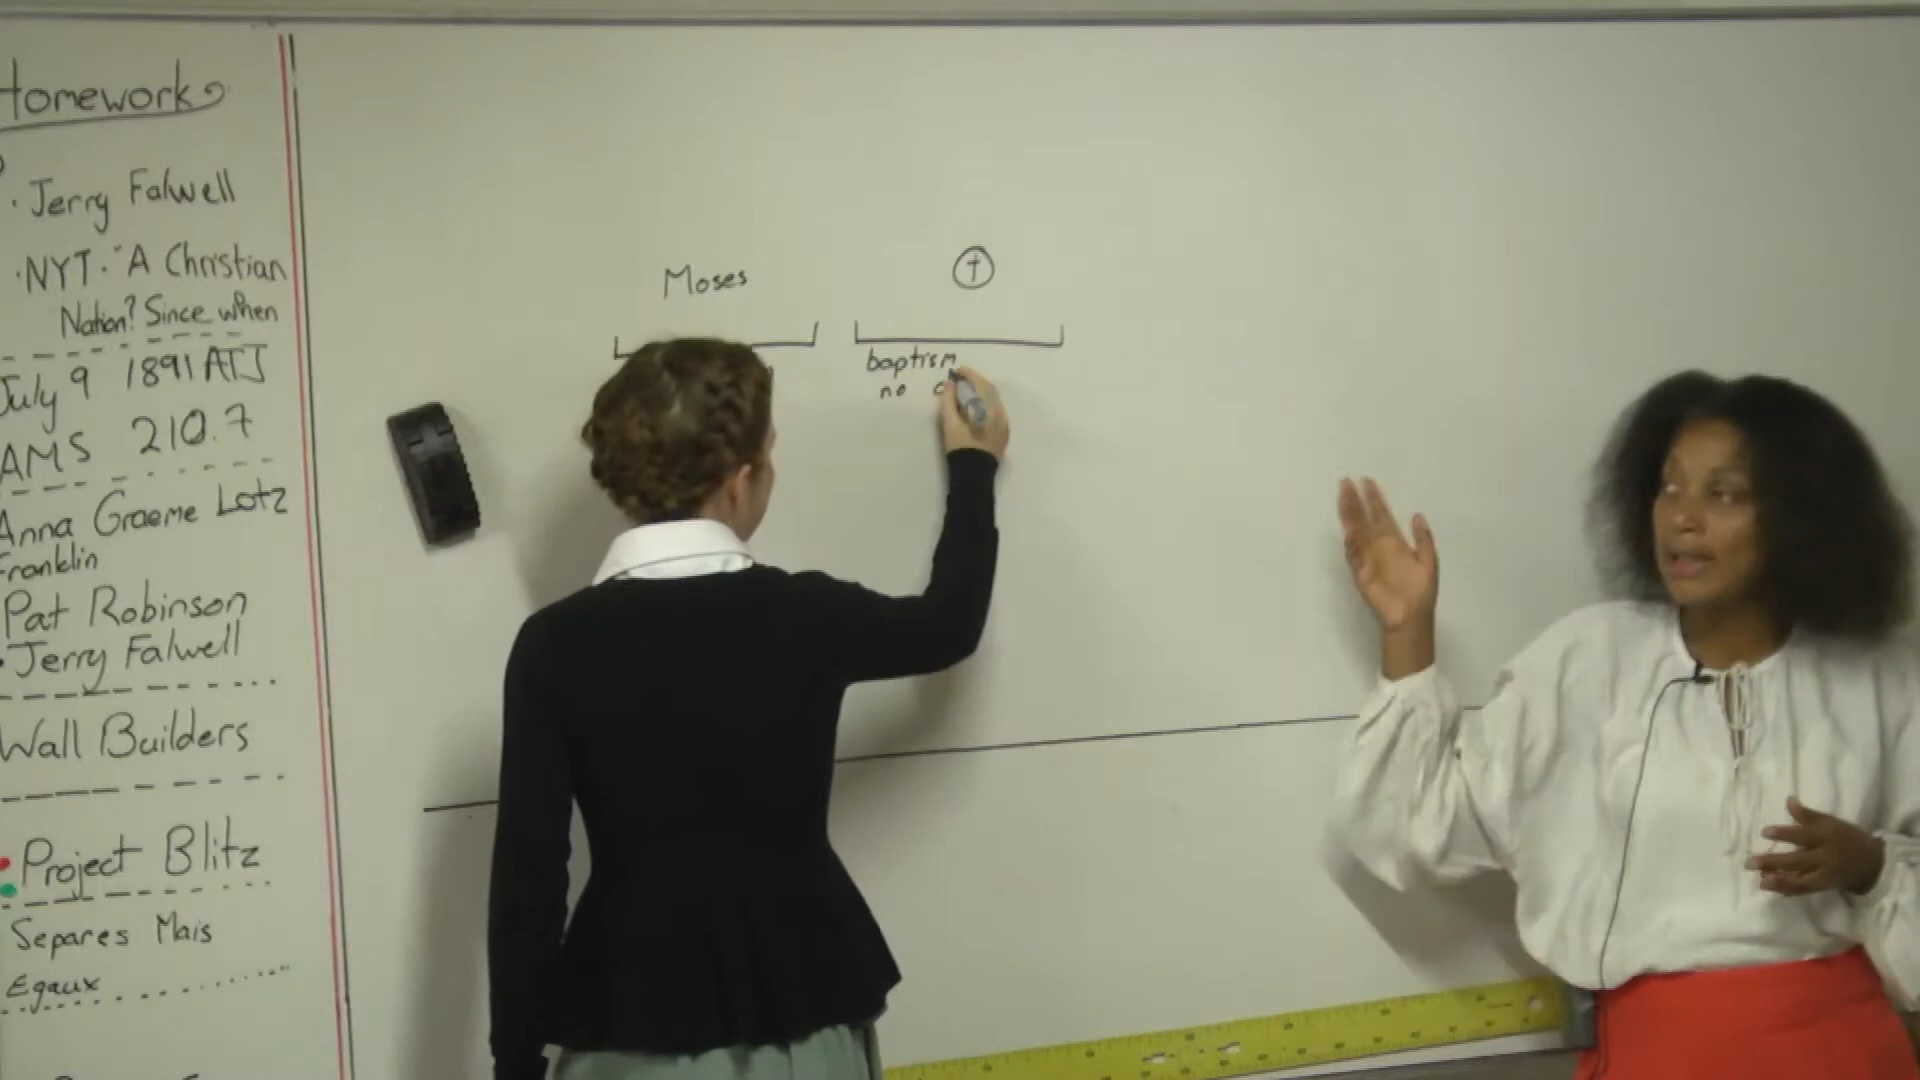 Homework
· Jerry Falwell
· NYT. "A Christian
Nation? Since when
July 9 1891 ATJ
AMS 210.7
Anna Graeme Lotz
Franklin
Pat Robinson
· Jerry Falwell
Wall Builders
· Project Blitz
Separes Mais
Egaux
Moses
baptism
no